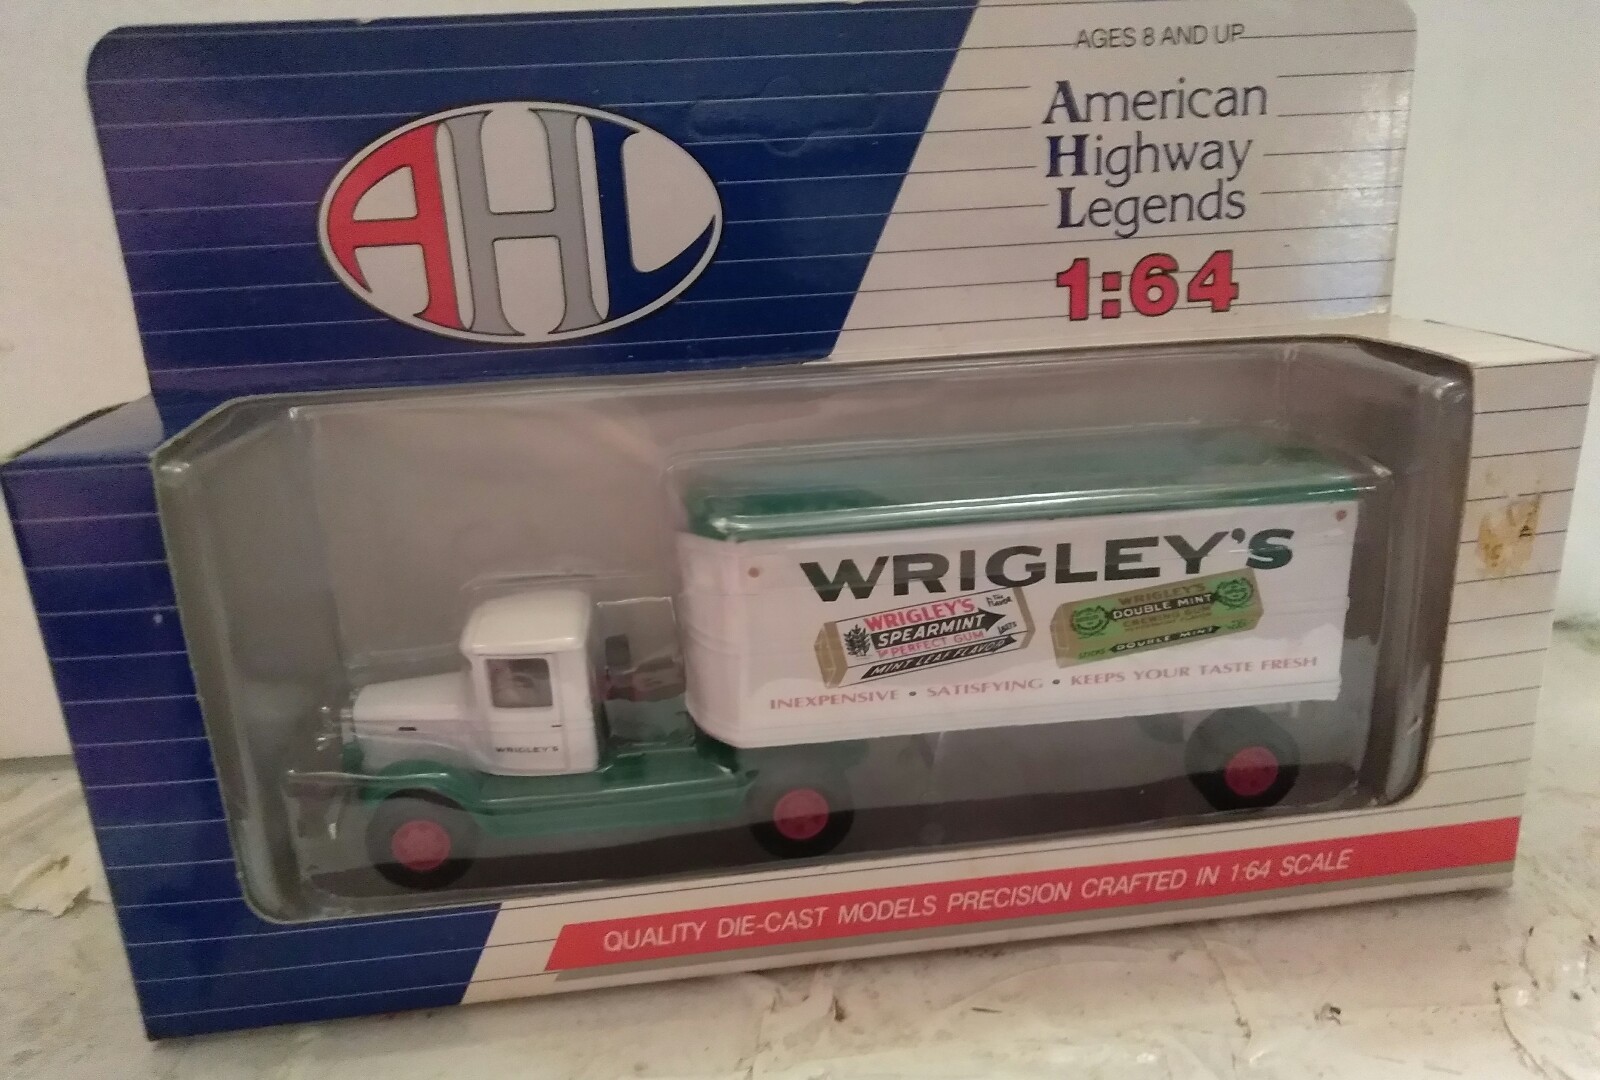 AGES 8 AND UP
AHL
American
Highway
Legends
1:64
WRIGLEY'S
WRIGLEY'S
SPEARMINT
PERFECT GUM
MINT LEAF FLAVOR
WRIGLEY'S
DOUBLE MINT
CHEWING GUM
DOUBLE MINT
INEXPENSIVE • SATISFYING • KEEPS YOUR TASTE FRESH
WRIGLEY'S
QUALITY DIE-CAST MODELS PRECISION CRAFTED IN 1:64 SCALE